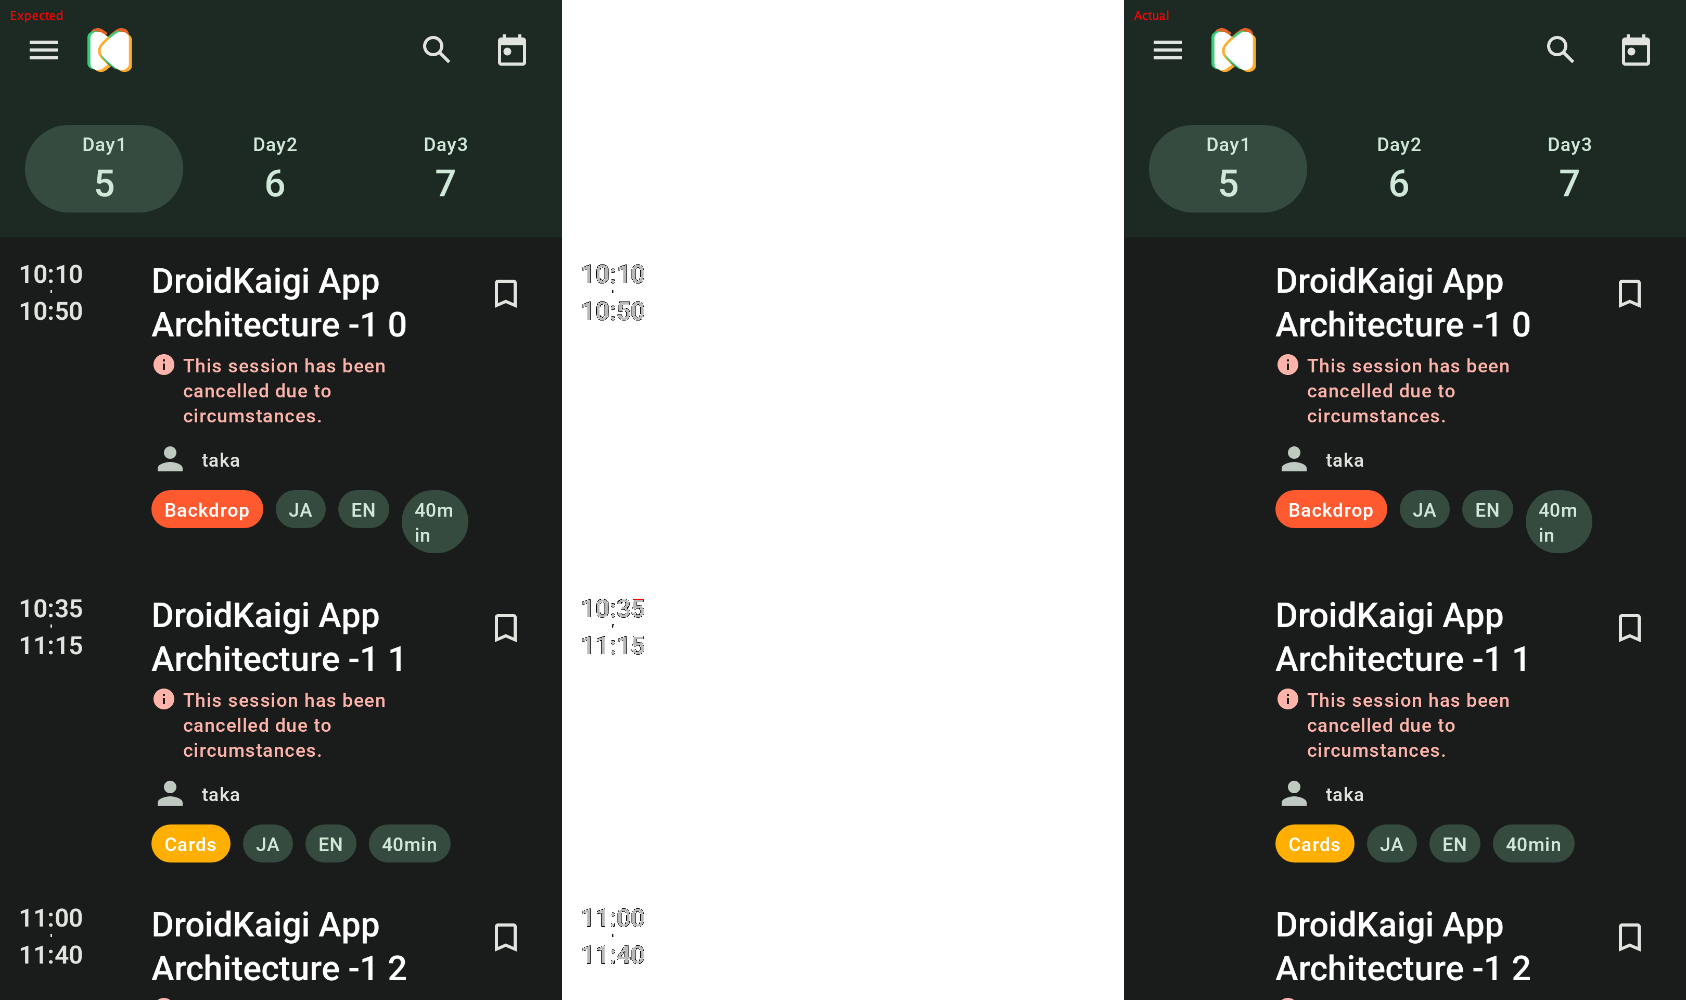 Expected
Day1
5
Day2
6
Day3
7
10:10
10:50
DroidKaigi App
Architecture -1 0
This session has been
cancelled due to
circumstances.
taka
Backdrop
JA
EN
40m
in
10:35
11:15
DroidKaigi App
Architecture -1 1
This session has been
cancelled due to
circumstances.
taka
Cards
JA
EN
40min
11:00
11:40
DroidKaigi App
Architecture -1 2
10:10
10:50
10:35
11:15
11:00
11:40
Actual
Day1
5
Day2
6
Day3
7
DroidKaigi App
Architecture -1 0
This session has been
cancelled due to
circumstances.
taka
Backdrop
JA
EN
40m
in
DroidKaigi App
Architecture -1 1
This session has been
cancelled due to
circumstances.
taka
Cards
JA
EN
40min
DroidKaigi App
Architecture -1 2